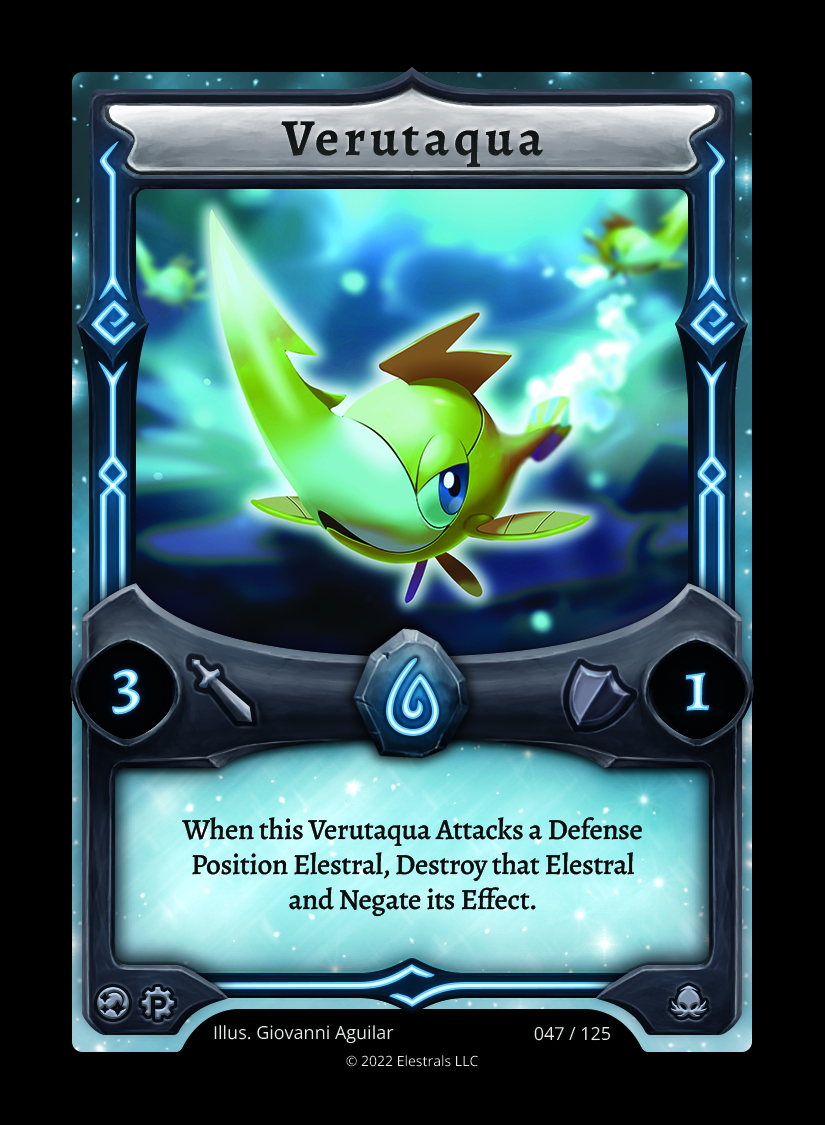 Verutaqua
3
1
When this Verutaqua Attacks a Defense
Position Elestral, Destroy that Elestral
and Negate its Effect.
P
Illus. Giovanni Aguilar
047 / 125
© 2022 Elestrals LLC